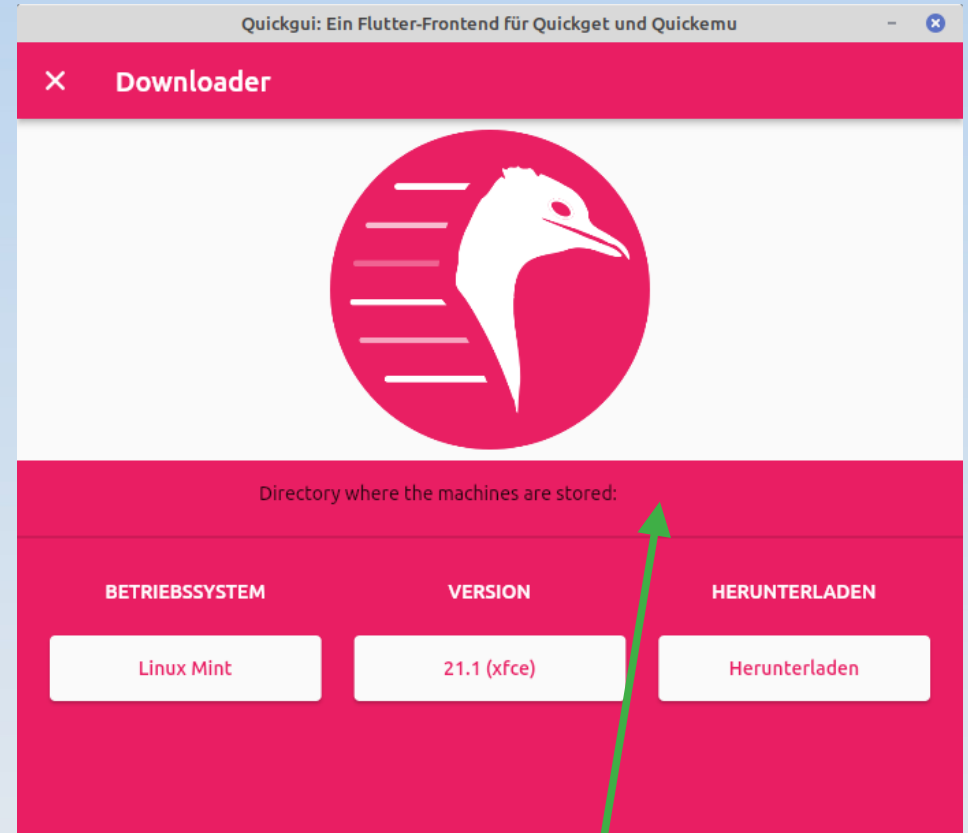 Quickgui: Ein Flutter-Frontend für Quickget und Quickemu
Downloader
Directory where the machines are stored:
BETRIEBSSYSTEM VERSION HERUNTERLADEN
Linux Mint 21.1 (xfce) Herunterladen